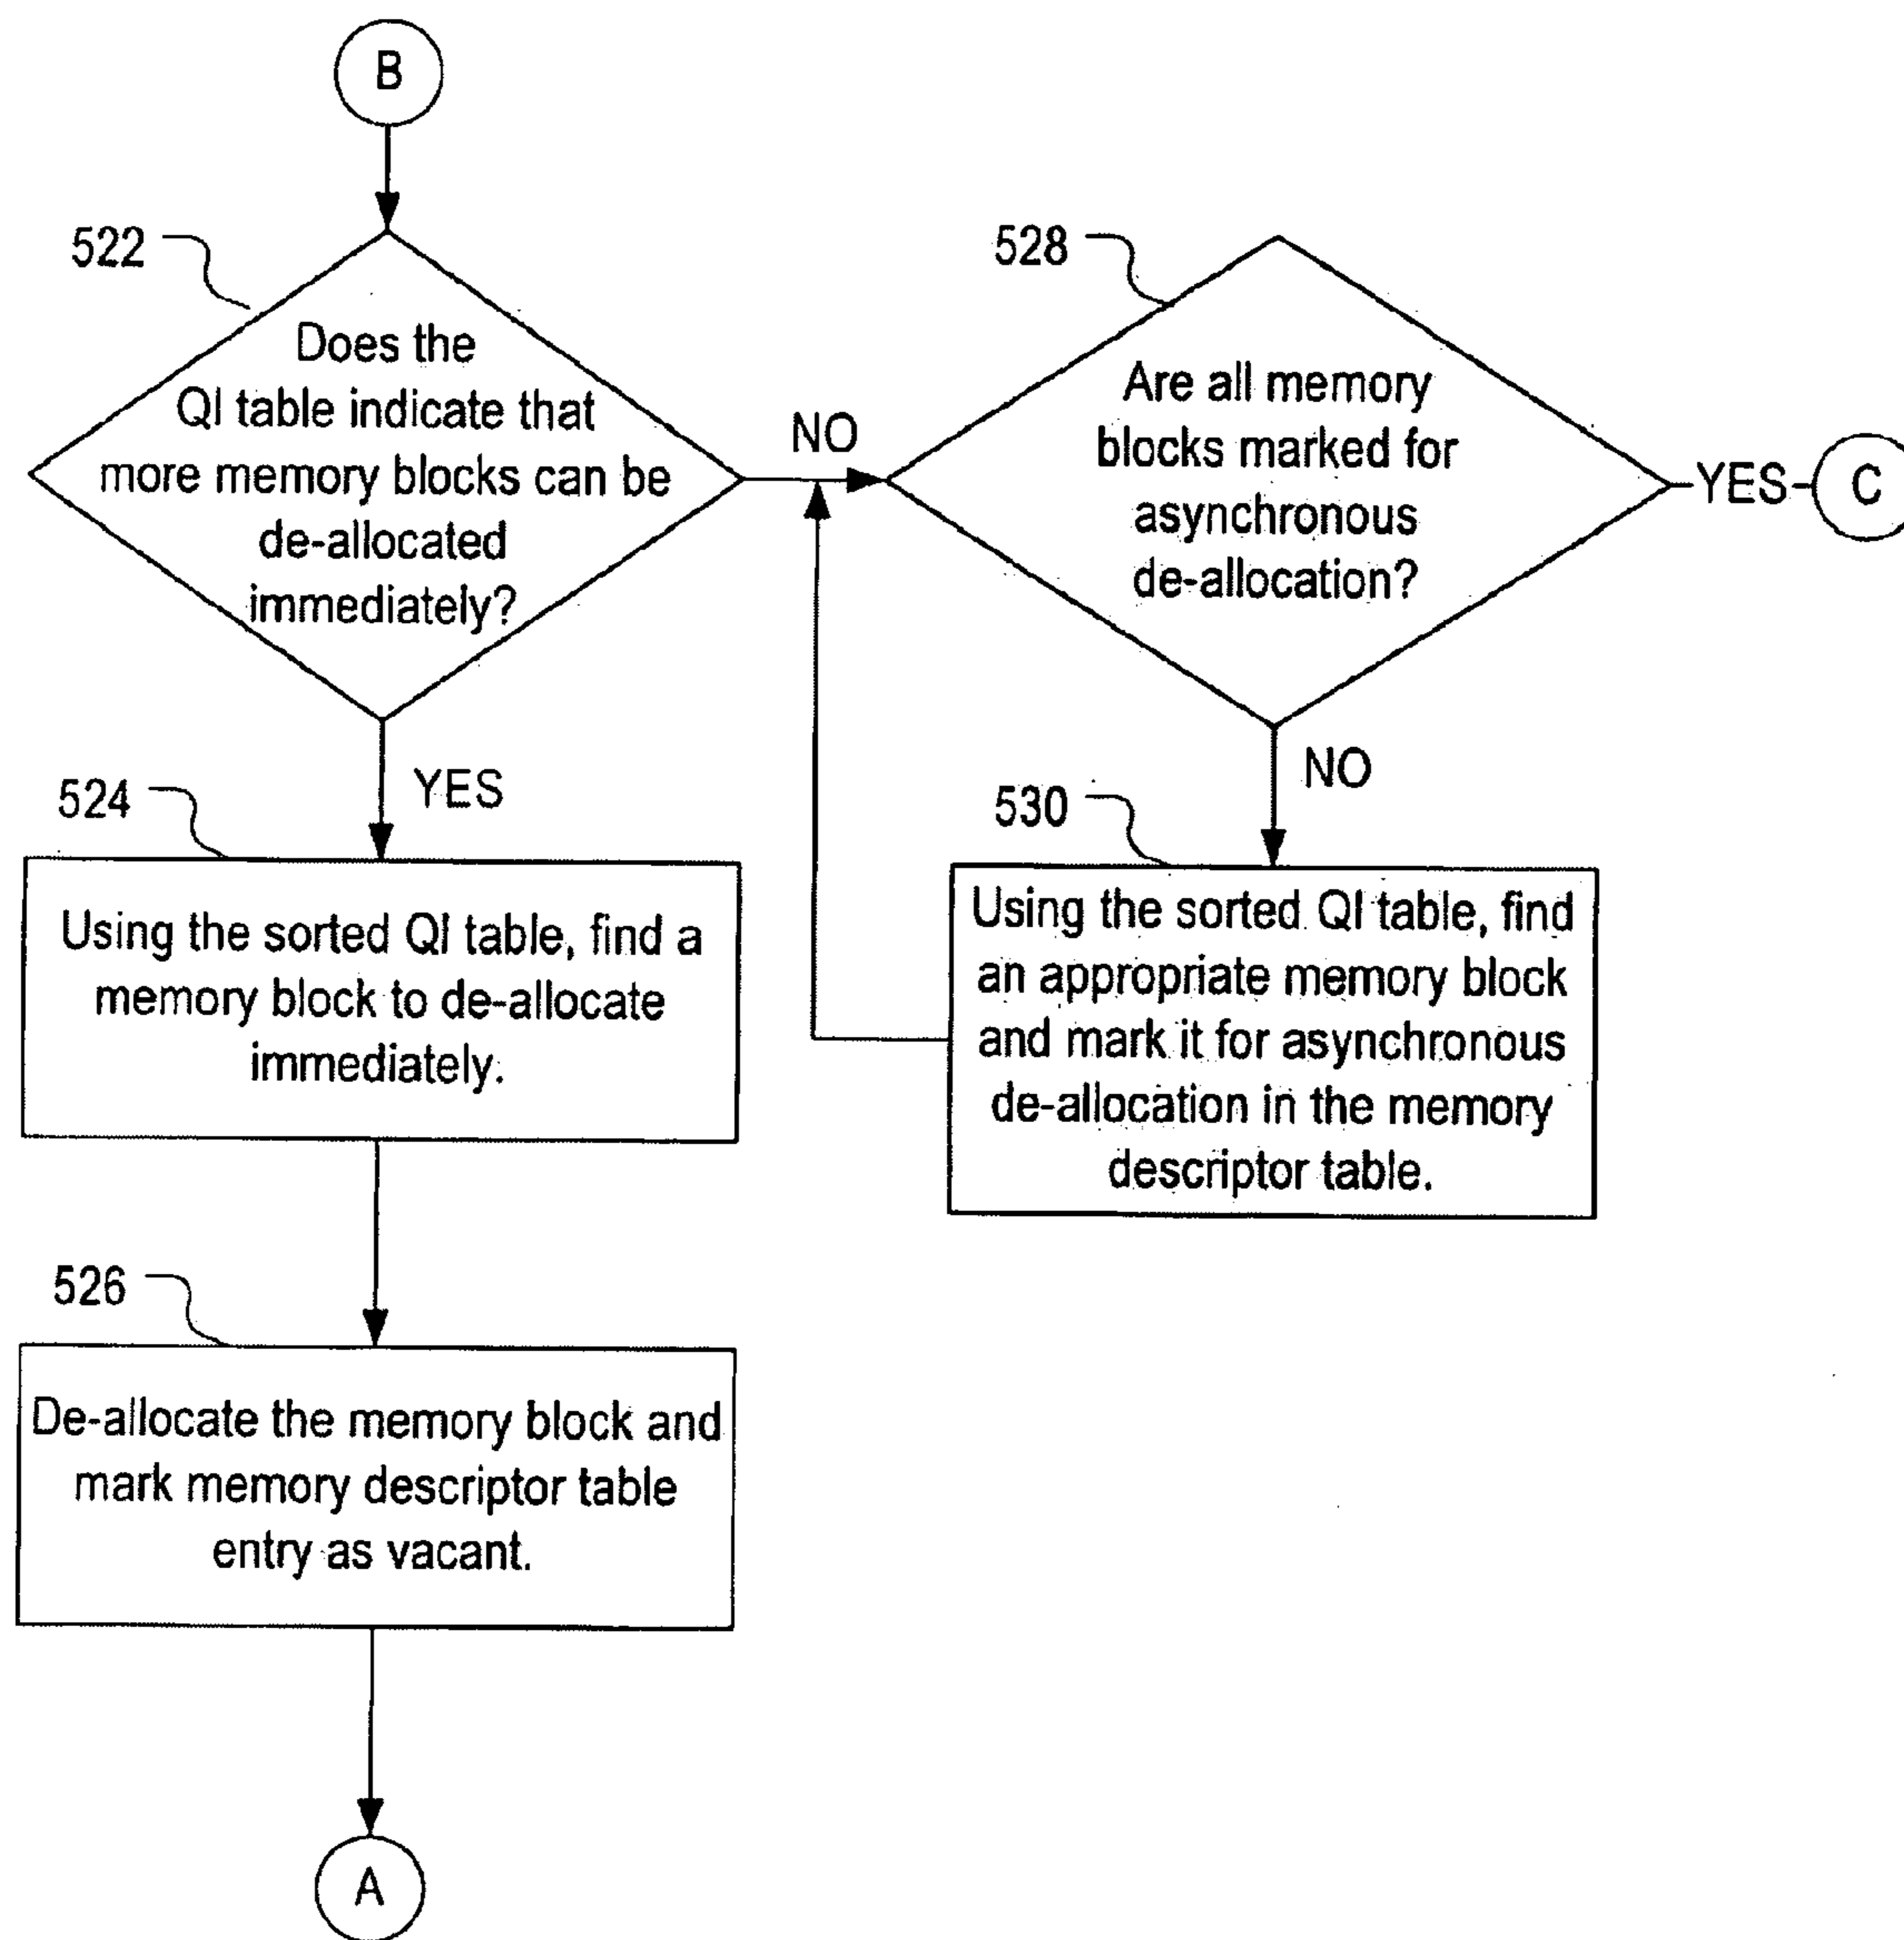 B
522
Does the
QI table indicate that
more memory blocks can be
de-allocated
immediately?
NO
528
Are all memory
blocks marked for
asynchronous
de-allocation?
YES
C
YES
NO
524
Using the sorted QI table, find a
memory block to de-allocate
immediately.
530
Using the sorted QI table, find
an appropriate memory block
and mark it for asynchronous
de-allocation in the memory
descriptor table.
526
De-allocate the memory block and
mark memory descriptor table
entry as vacant.
A